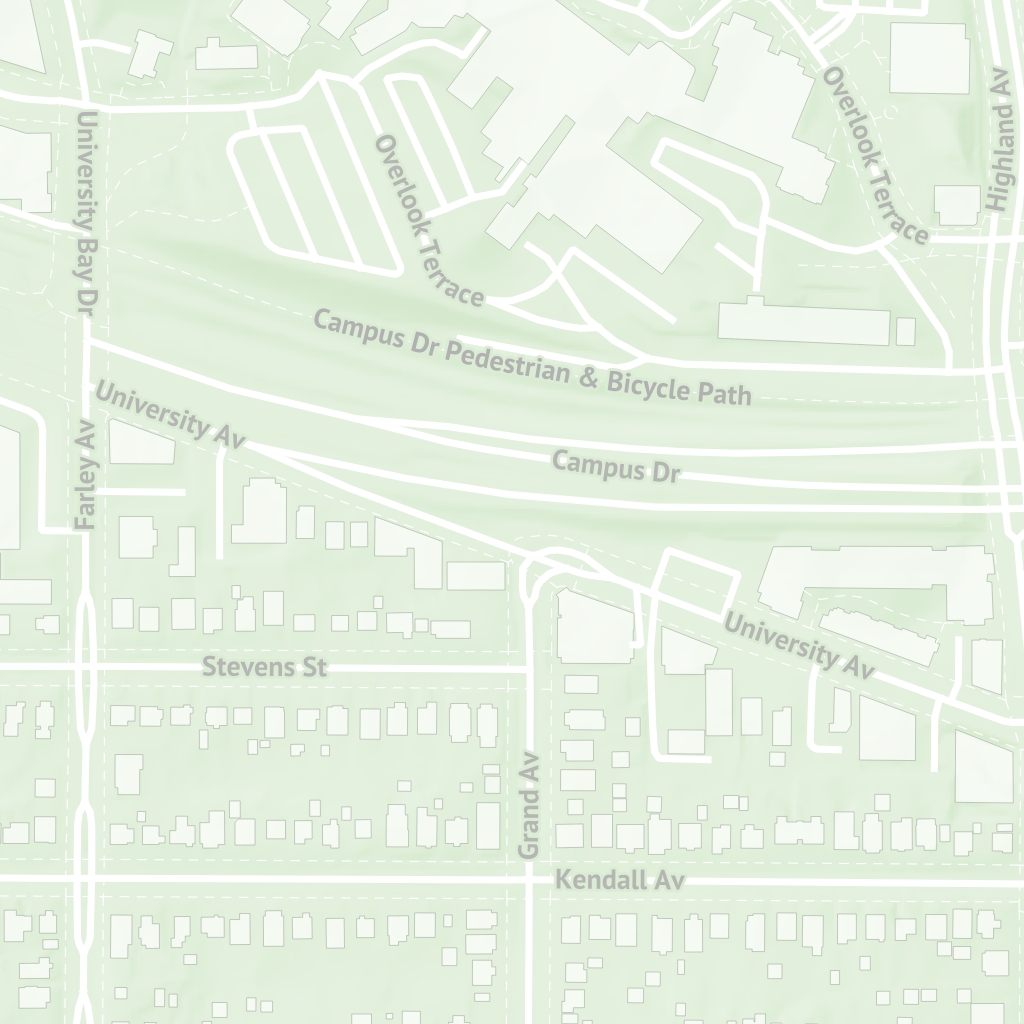 Overlook Terrace
Highland Av
University Bay Dr
Overlook Terrace
Campus Dr Pedestrian & Bicycle Path
University Av
Farley Av
Campus Dr
University Av
Stevens St
Grand Av
Kendall Av